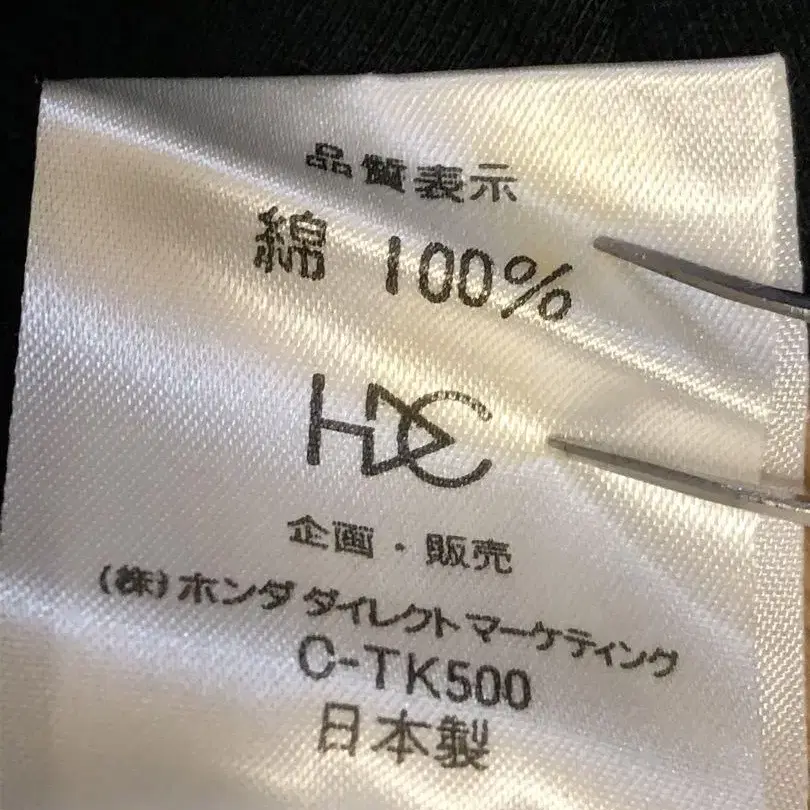 品質表示
綿 100%
HDC
企画・販売
(株)ホンダダイレクトマーケティング
C-TK500
日本製